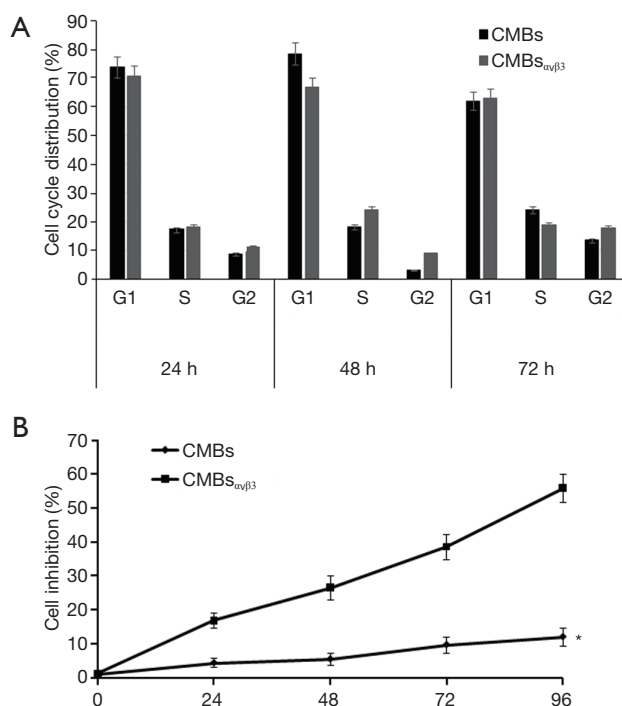 A
Cell cycle distribution (%)
90
80
70
60
50
40
30
20
10
0
CMBs
CMBsαvβ3
G1 S G2 G1 S G2 G1 S G2
24 h 48 h 72 h
B
Cell inhibition (%)
70
60
50
40
30
20
10
0
CMBs
CMBsαvβ3
*
0 24 48 72 96